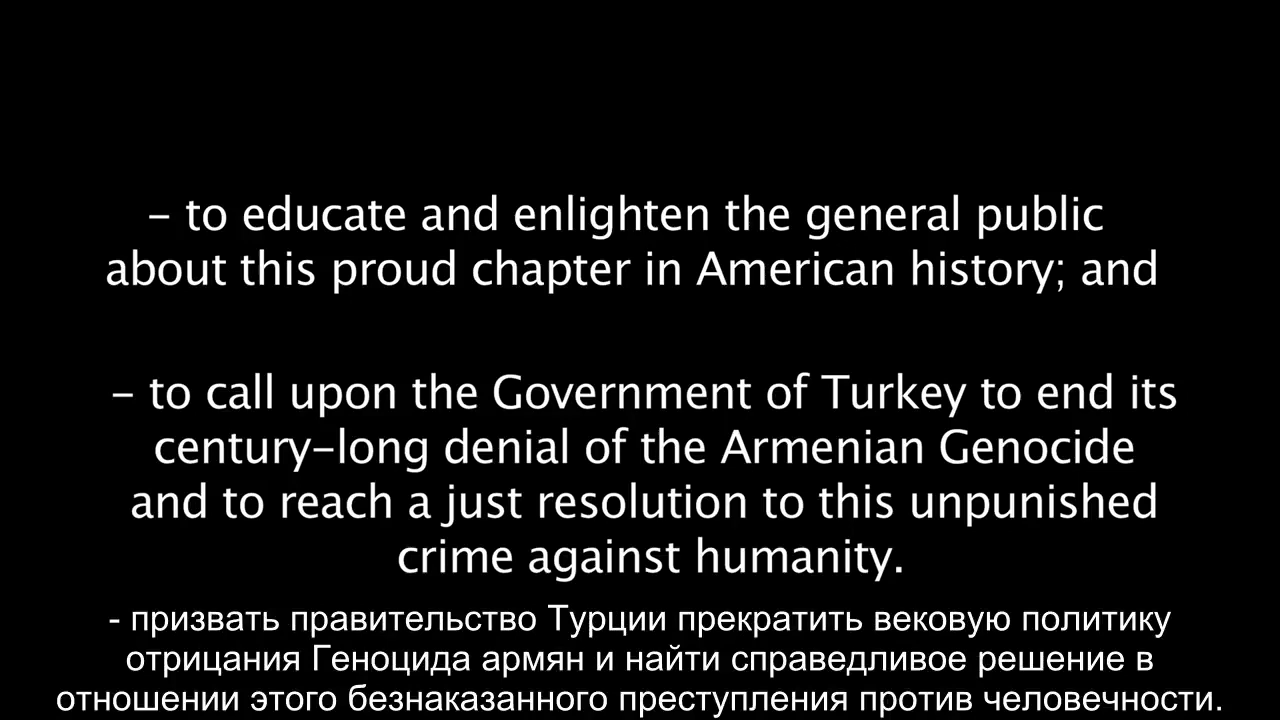 – to educate and enlighten the general public
about this proud chapter in American history; and
– to call upon the Government of Turkey to end its
century–long denial of the Armenian Genocide
and to reach a just resolution to this unpunished
crime against humanity.
- призвать правительство Турции прекратить вековую политику
отрицания Геноцида армян и найти справедливое решение в
отношении этого безнаказанного преступления против человечности.